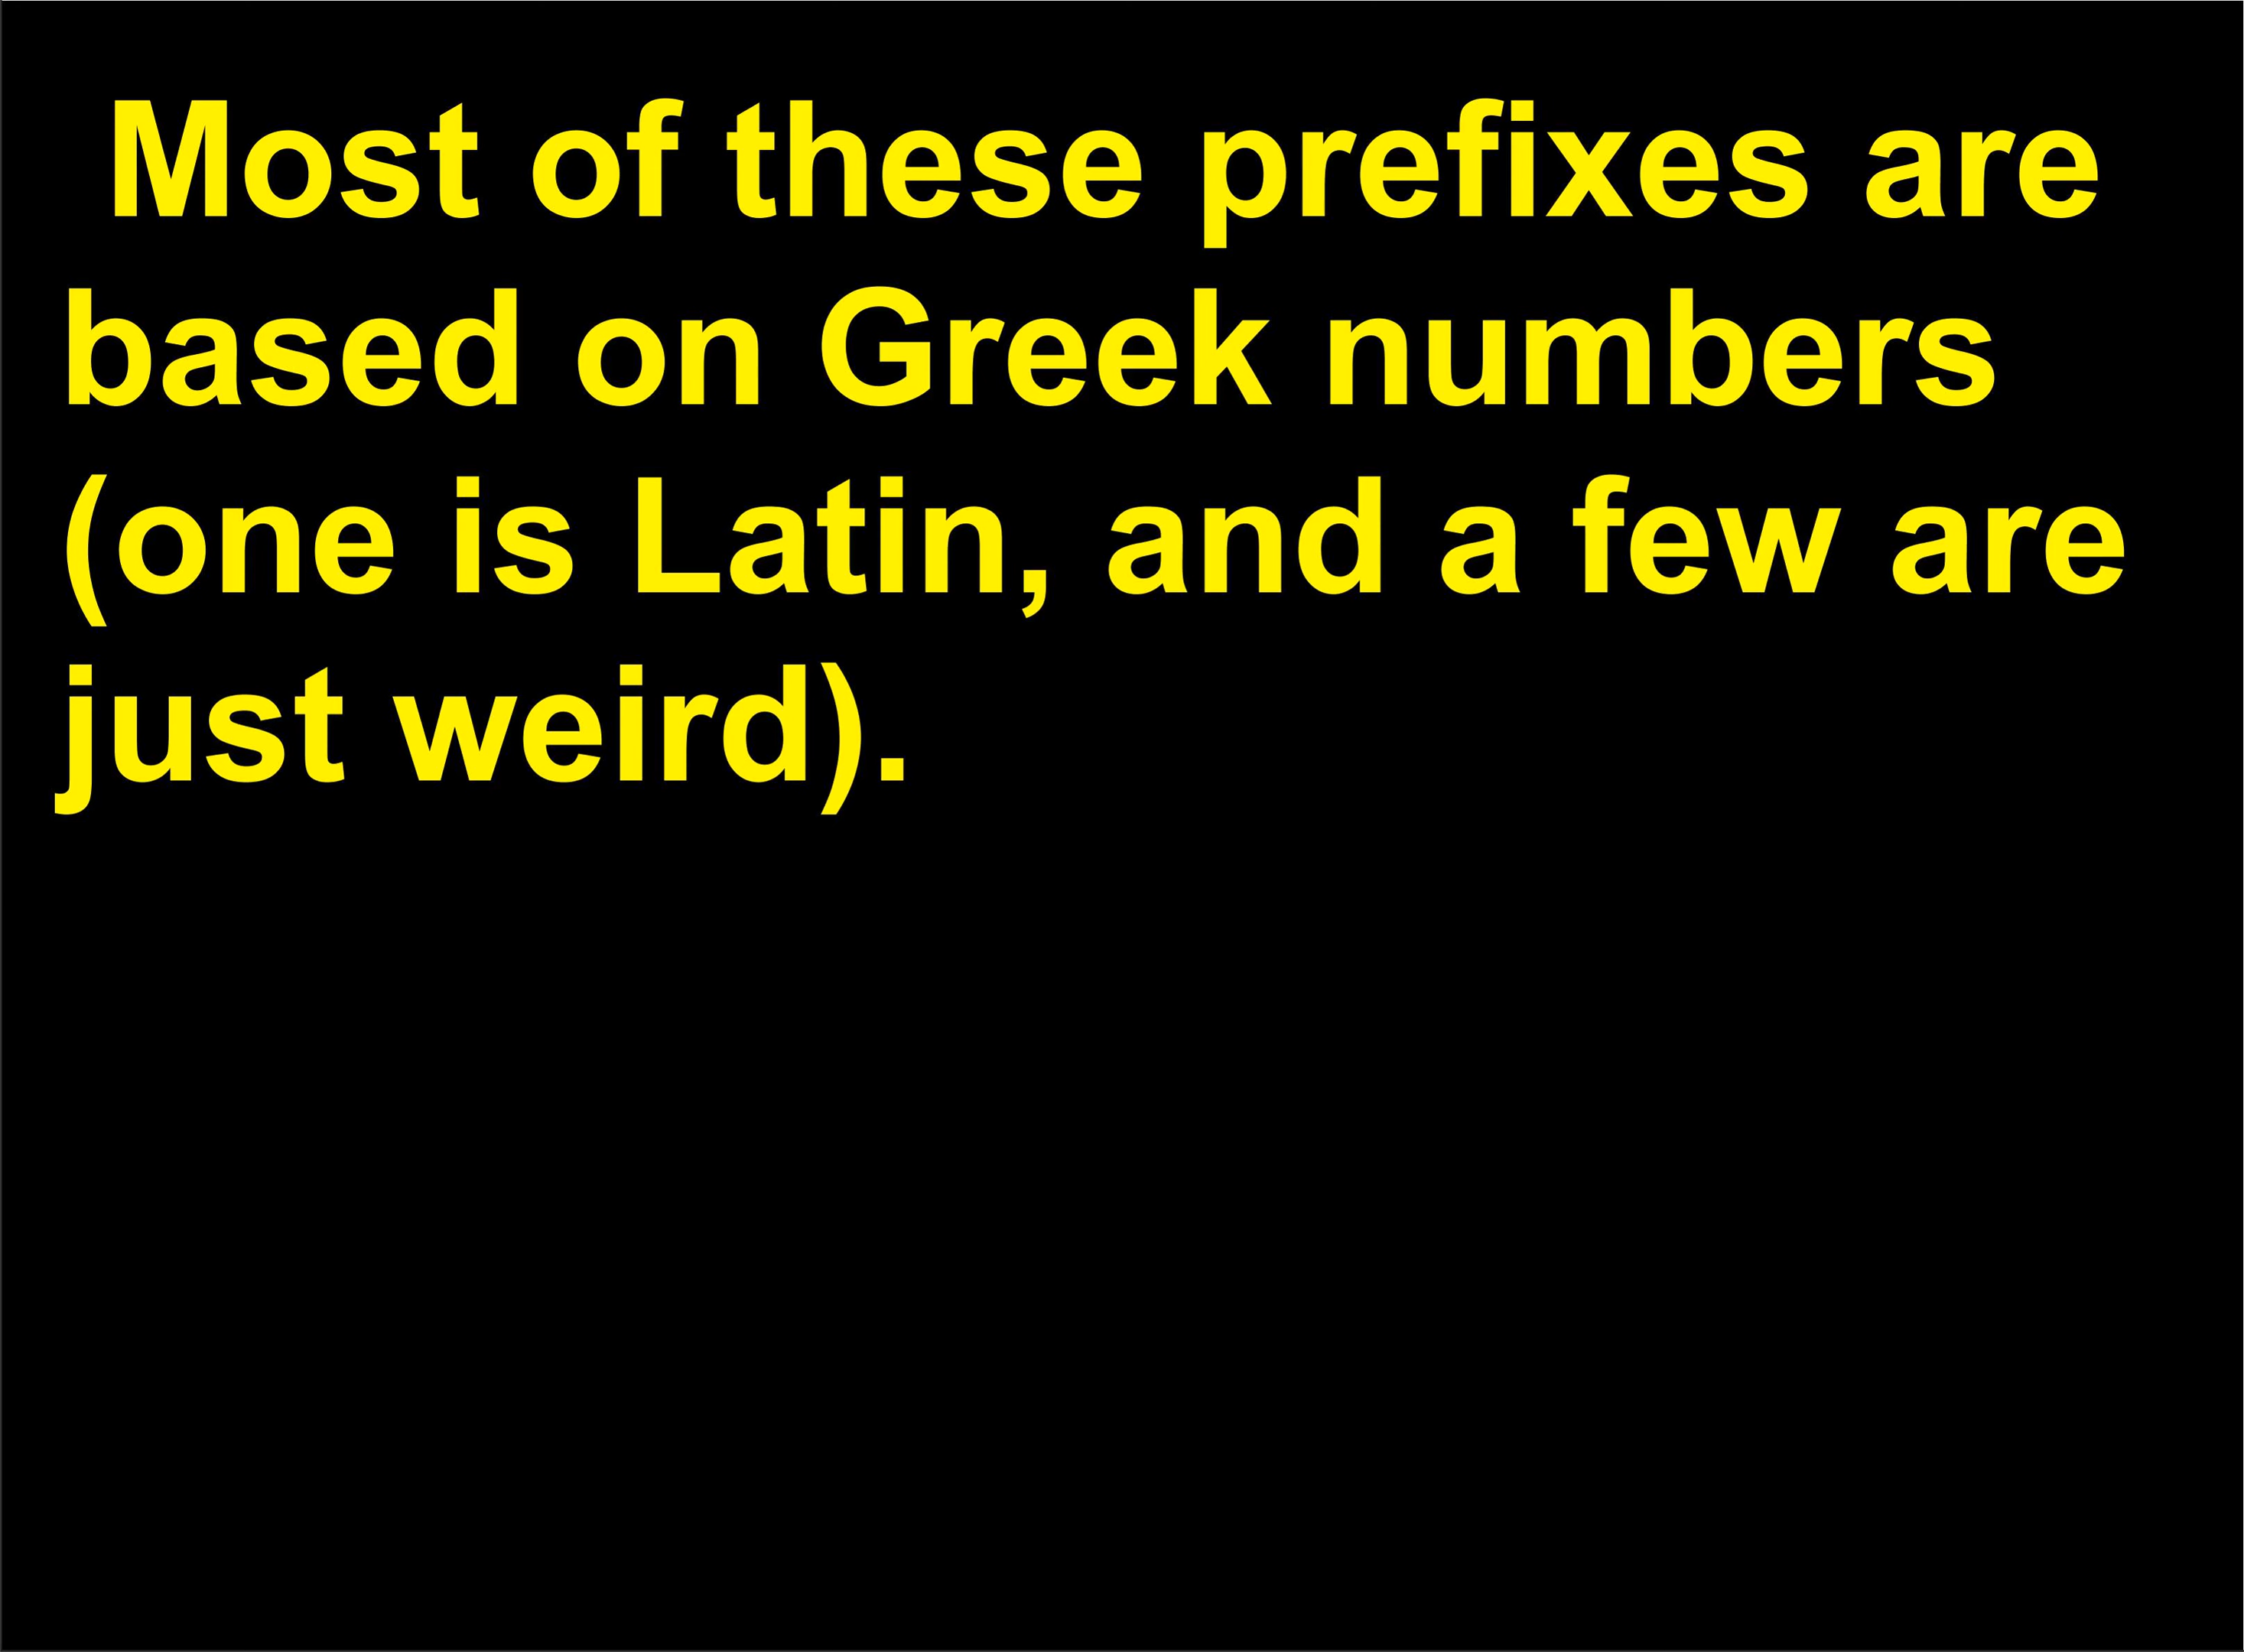 Most of these prefixes are
based on Greek numbers
(one is Latin, and a few are
just weird).